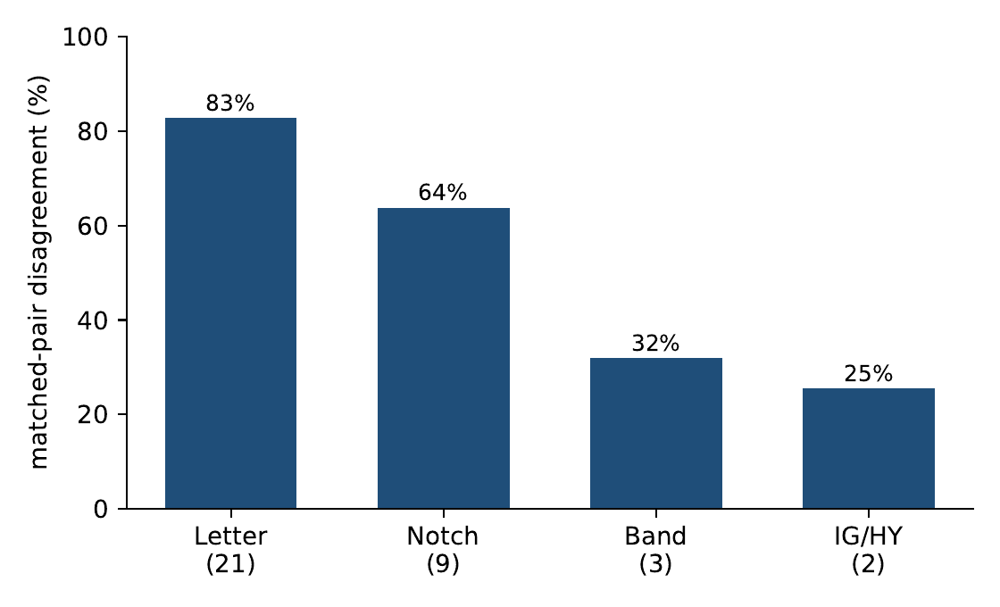 matched-pair disagreement (%)
100
80
60
40
20
0
83%
64%
32%
25%
Letter
(21)
Notch
(9)
Band
(3)
IG/HY
(2)